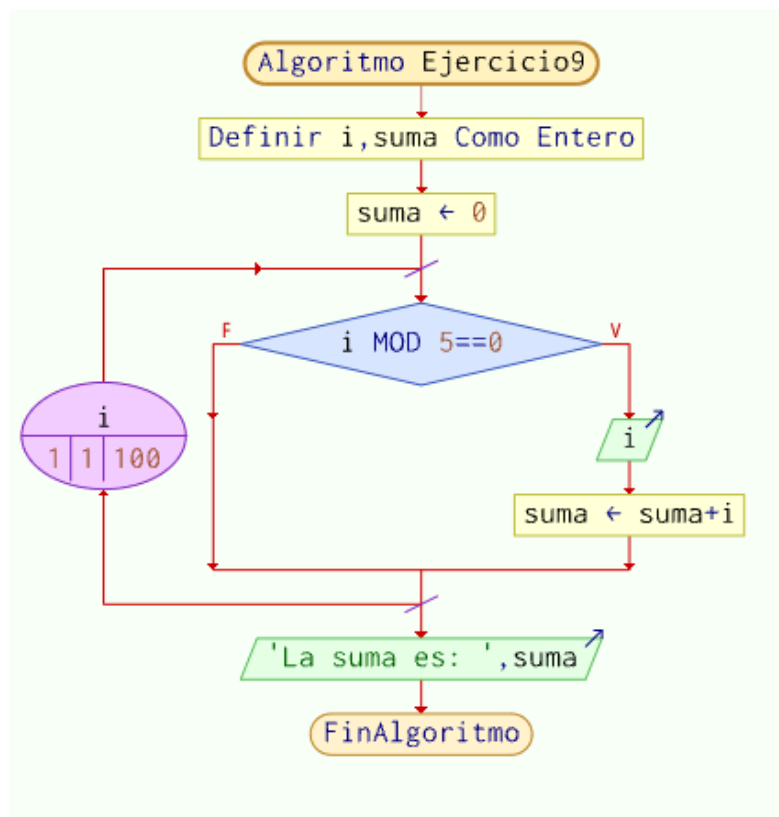 Algoritmo Ejercicio9
Definir i,suma Como Entero
suma ← 0
F
V
i MOD 5==0
i
1 1 100
i
suma ← suma+i
'La suma es: ',suma
FinAlgoritmo